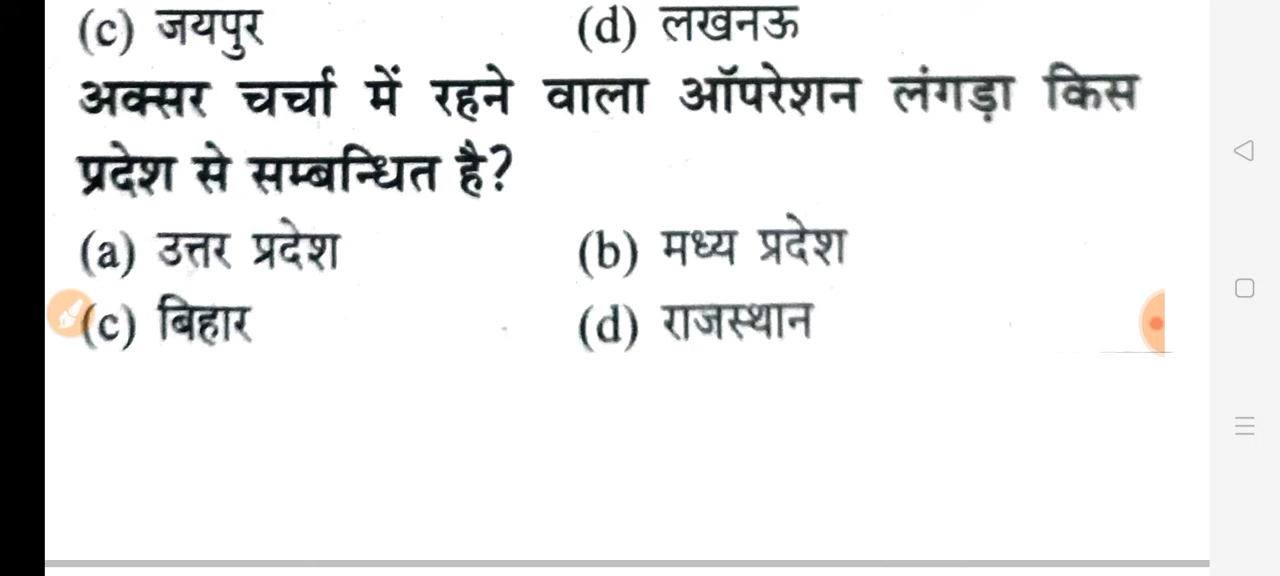 (c) जयपुर (d) लखनऊ
अक्सर चर्चा में रहने वाला ऑपरेशन लंगड़ा किस
प्रदेश से सम्बन्धित है?
(a) उत्तर प्रदेश (b) मध्य प्रदेश
(c) बिहार (d) राजस्थान